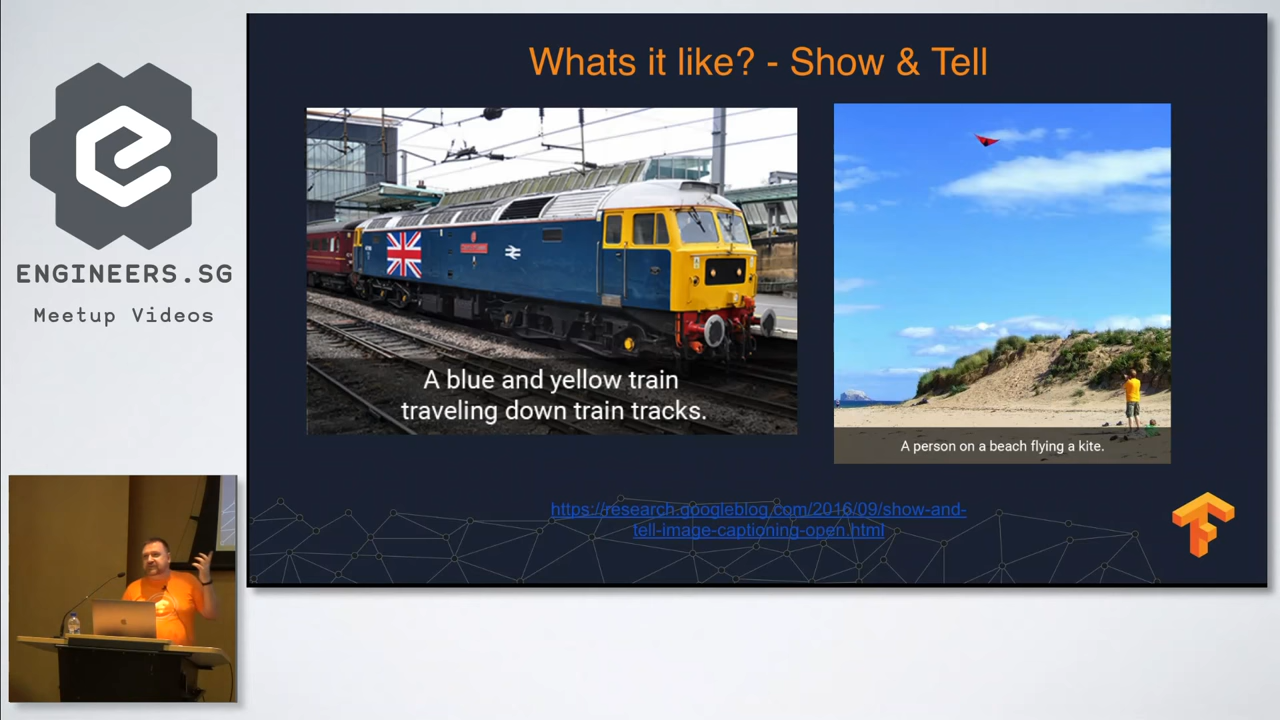 Whats it like? - Show & Tell
ENGINEERS.SG
Meetup Videos
A blue and yellow train
traveling down train tracks.
A person on a beach flying a kite.
https://research.googleblog.com/2016/09/show-and-
tell-image-captioning-open.html